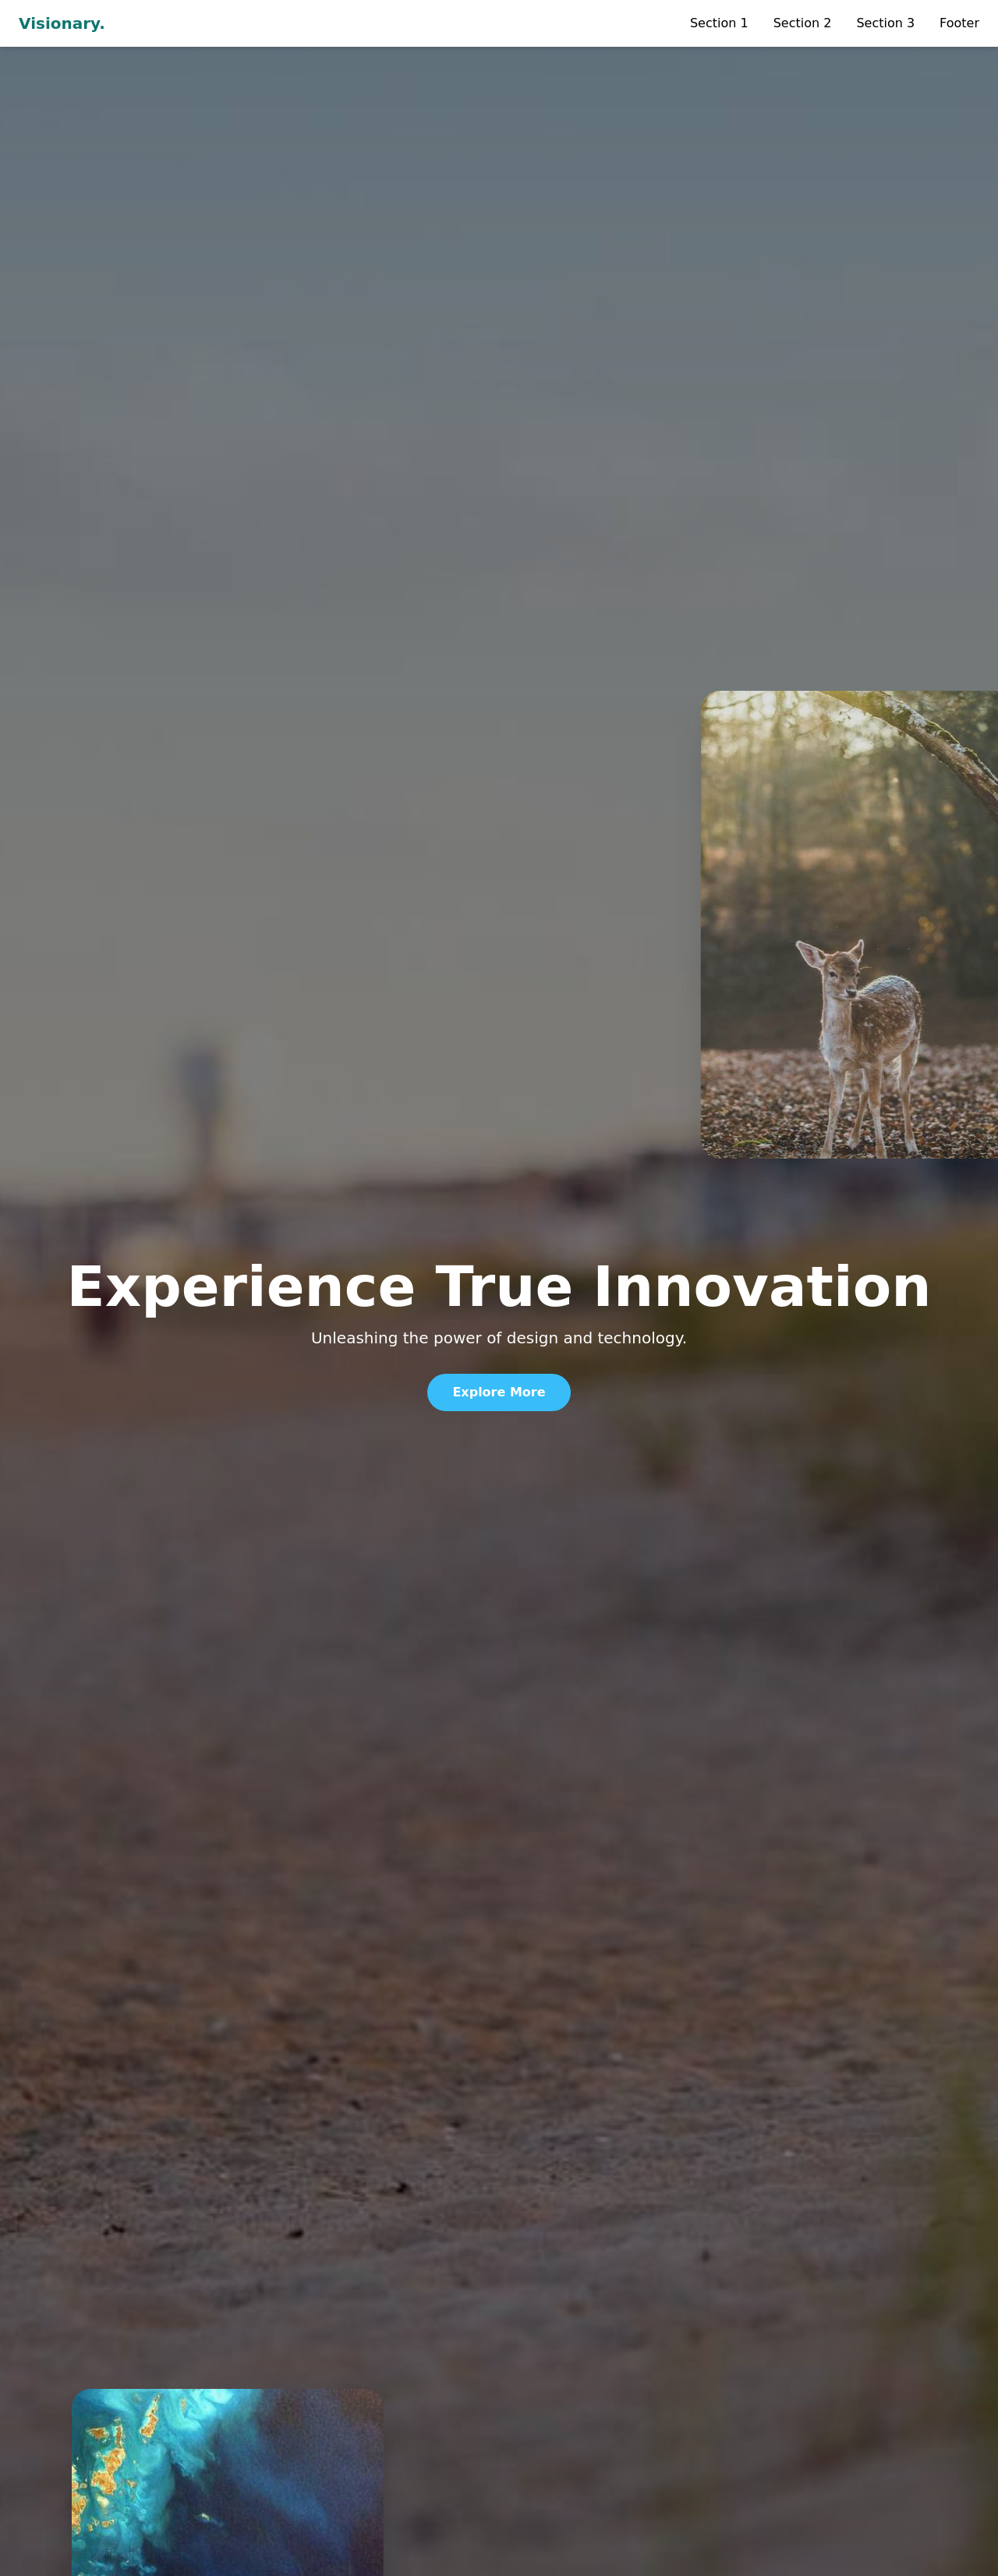 Visionary.
Section 1
Section 2
Section 3
Footer
Experience True Innovation
Unleashing the power of design and technology.
Explore More